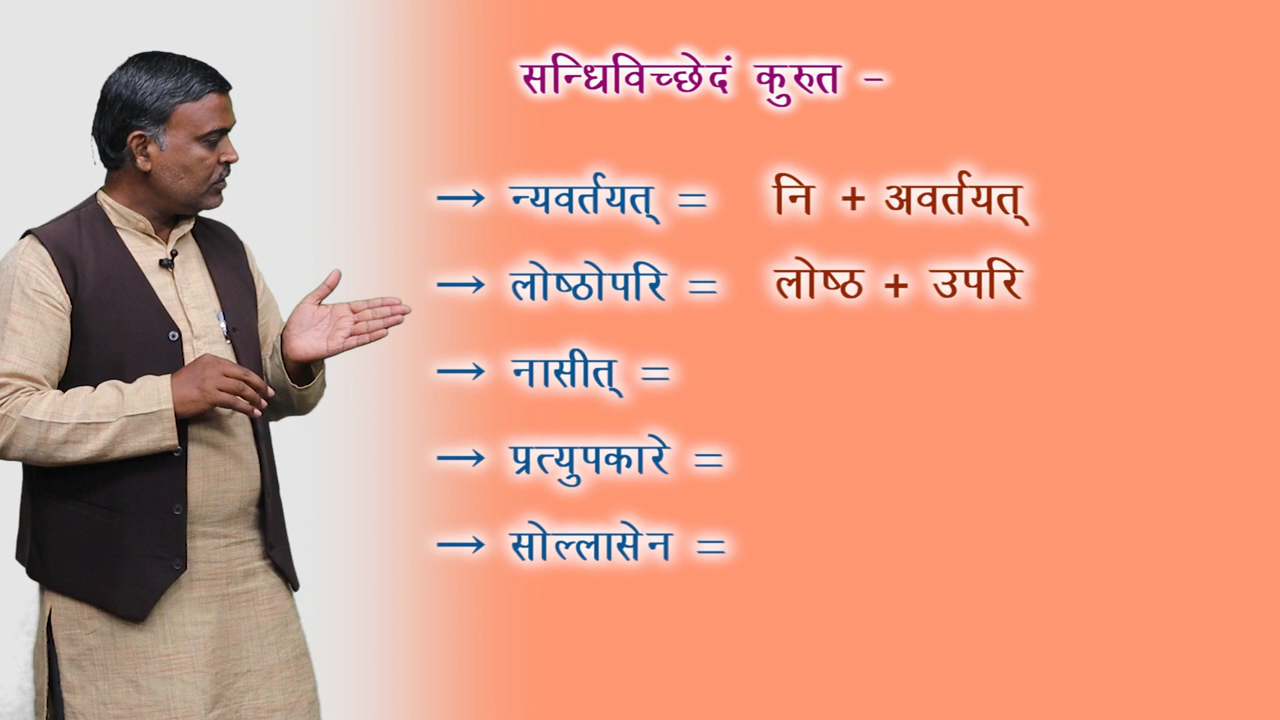 सन्धिविच्छेदं कुरुत -
→ न्यवर्तयत् = नि + अवर्तयत्
→ लोष्ठोपरि = लोष्ठ + उपरि
→ नासीत् =
→ प्रत्युपकारे =
→ सोल्लासेन =